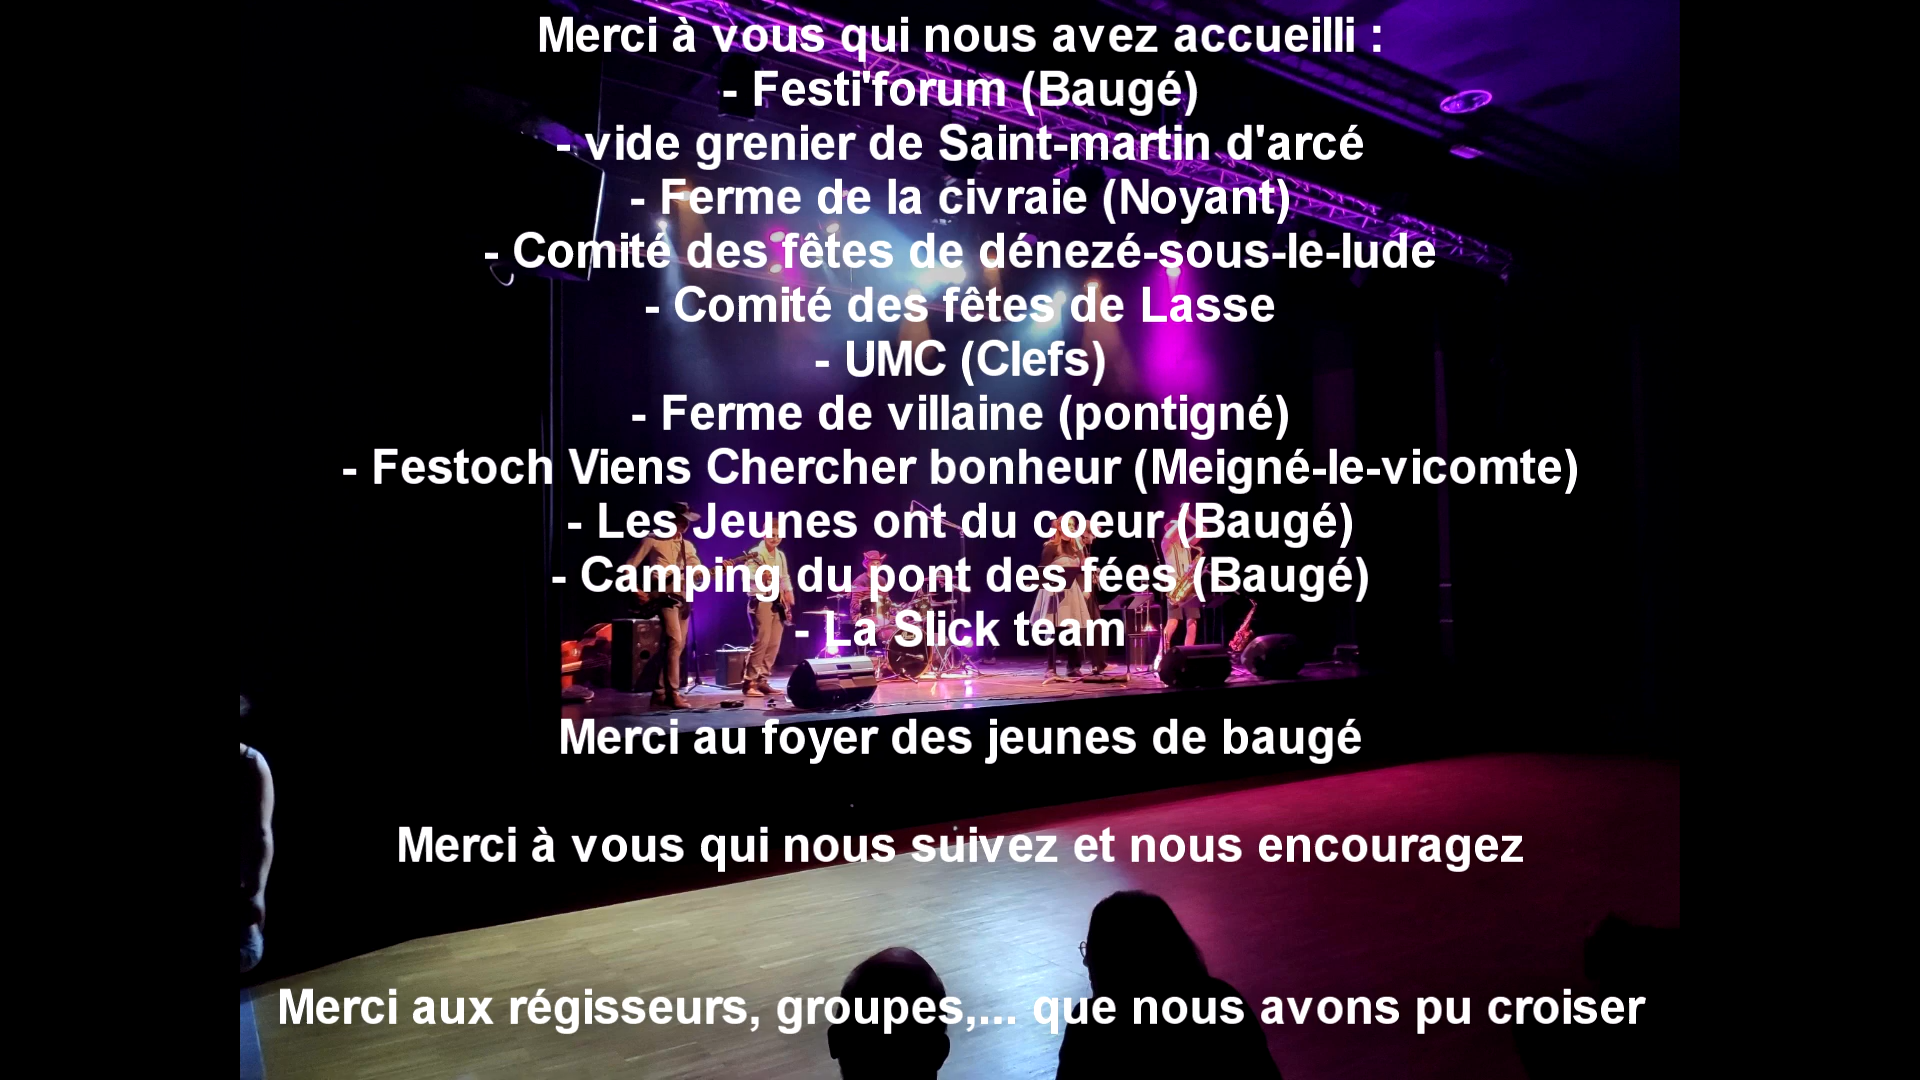 Merci à vous qui nous avez accueilli :
- Festi'forum (Baugé)
- vide grenier de Saint-martin d'arcé
- Ferme de la civraie (Noyant)
- Comité des fêtes de dénezé-sous-le-lude
- Comité des fêtes de Lasse
- UMC (Clefs)
- Ferme de villaine (pontigné)
- Festoch Viens Chercher bonheur (Meigné-le-vicomte)
- Les Jeunes ont du coeur (Baugé)
- Camping du pont des fées (Baugé)
- La Slick team
Merci au foyer des jeunes de baugé
Merci à vous qui nous suivez et nous encouragez
Merci aux régisseurs, groupes,... que nous avons pu croiser